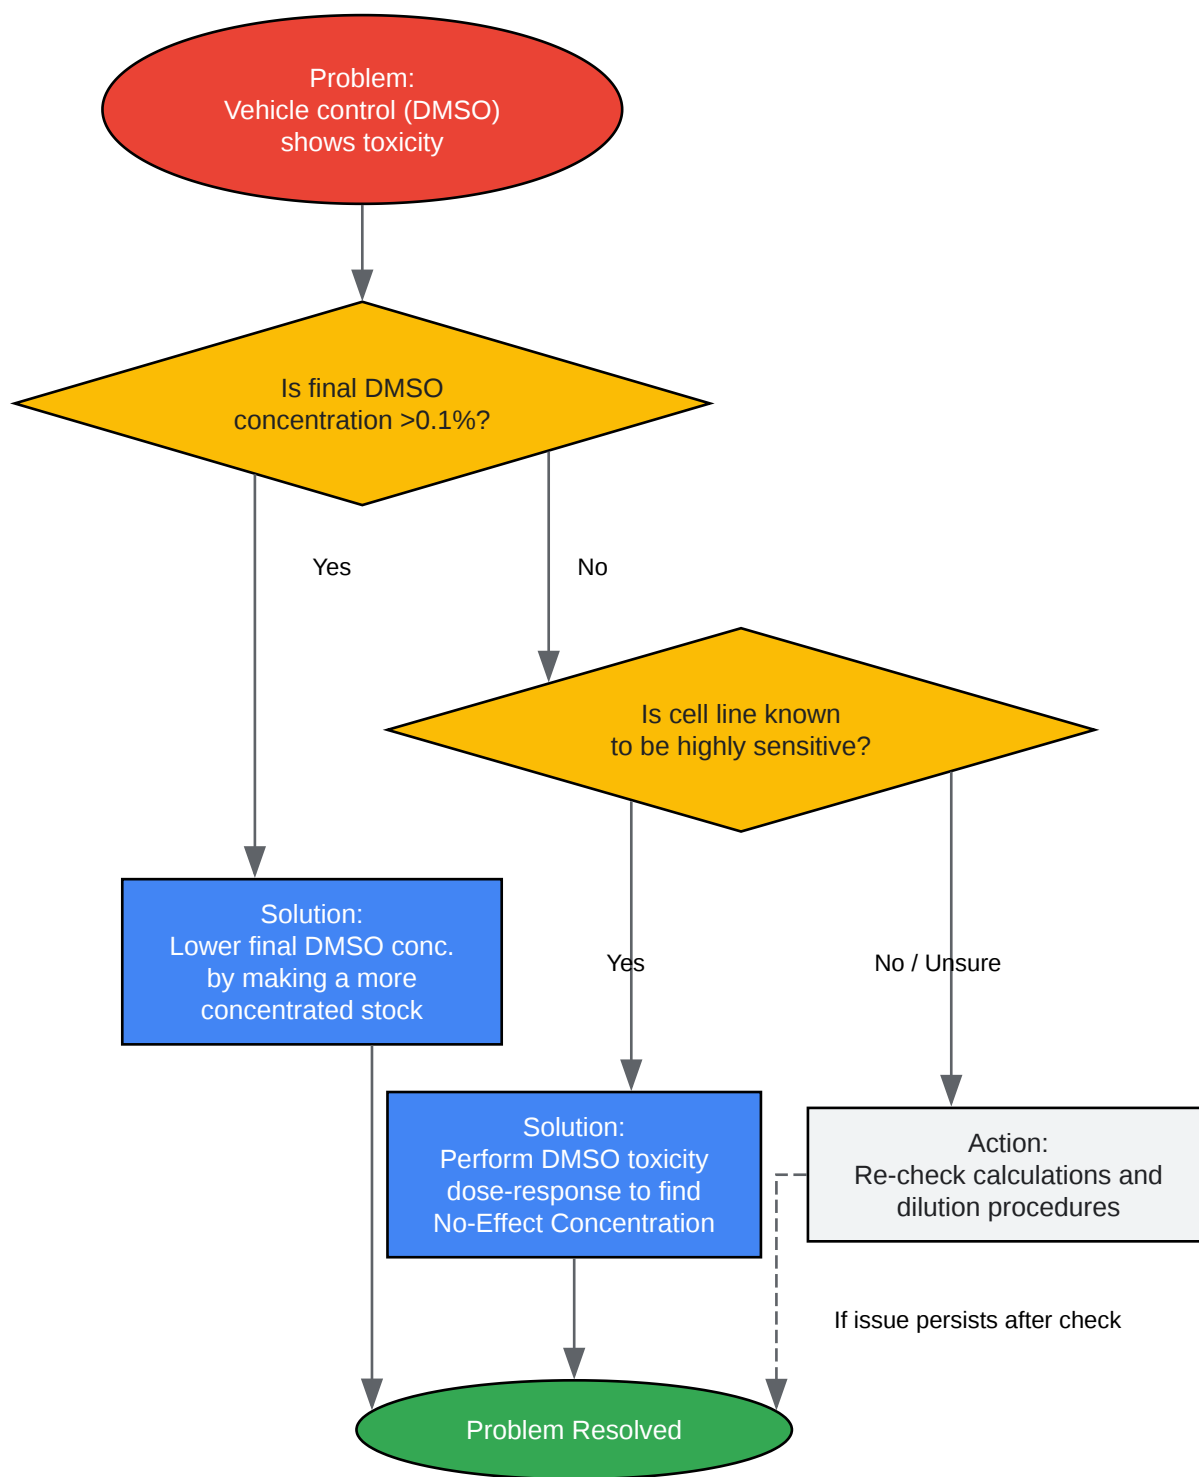 Problem:
Vehicle control (DMSO)
shows toxicity
Is final DMSO
concentration >0.1%?
Yes
No
Is cell line known
to be highly sensitive?
Solution:
Lower final DMSO conc.
by making a more
concentrated stock
Yes
No / Unsure
Solution:
Perform DMSO toxicity
dose-response to find
No-Effect Concentration
Action:
Re-check calculations and
dilution procedures
If issue persists after check
Problem Resolved